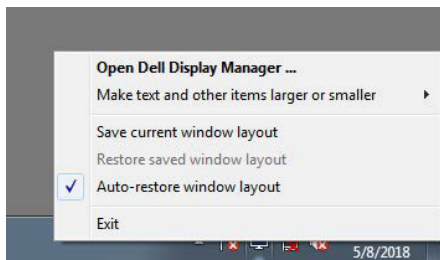 Open Dell Display Manager ...
Make text and other items larger or smaller
Save current window layout
Restore saved window layout
Auto-restore window layout
Exit
5/8/2018